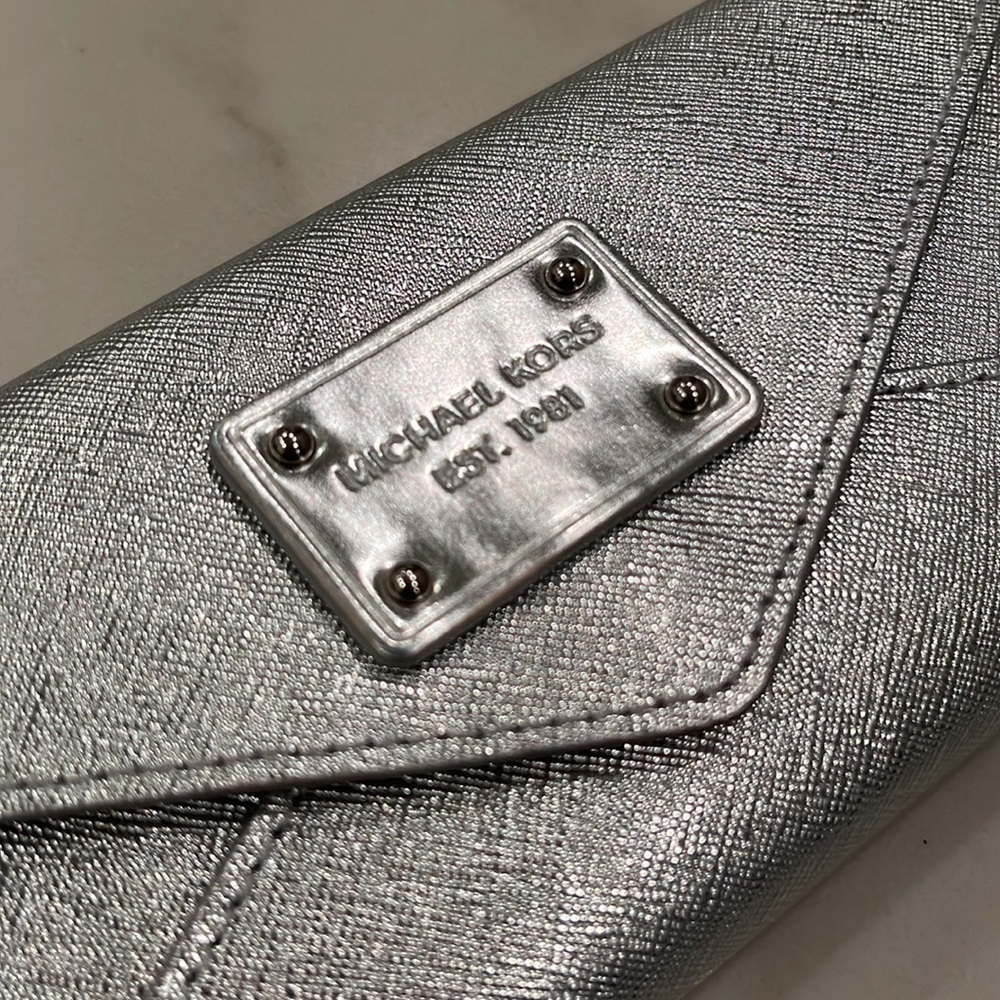 MICHAEL KORS
EST. 1981